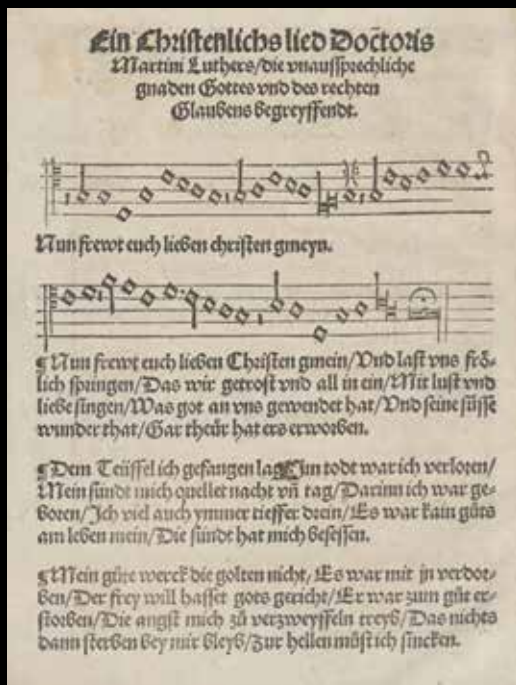 Ein Christenlichs lied Doctoris
Martini Luthers/die vnaussprechliche
gnaden Gottes vnd des rechten
Glaubens begreyffendt.
Nun frewt euch lieben christen gmeyn.
¶ Nun frewt euch lieben Christen gmein/Vnd last vns frö-
lich springen/Das wir getrost vnd all in ein/Mit lust vnd
liebe singen/Was got an vns gewendet hat/Vnd seine süsse
wunder that/Gar theür hat ers erworben.
¶ Dem Teüffel ich gefangen lag/Im todt war ich verloren/
Mein sündt mich quellet nacht vñ tag/Darinn ich war ge-
boren/Ich viel auch ymmer tieffer drein/Es war kain gůts
am leben mein/Die sündt hat mich besessen.
¶ Mein gůte werck die golten nicht/Es war mit jn verdor-
ben/Der frey will hasset gots gericht/Er war zum gůt er-
storben/Die angst mich zů verzweyffeln treyb/Das nichts
dann sterben bey mir bleyb/Zur hellen můst ich sincken.